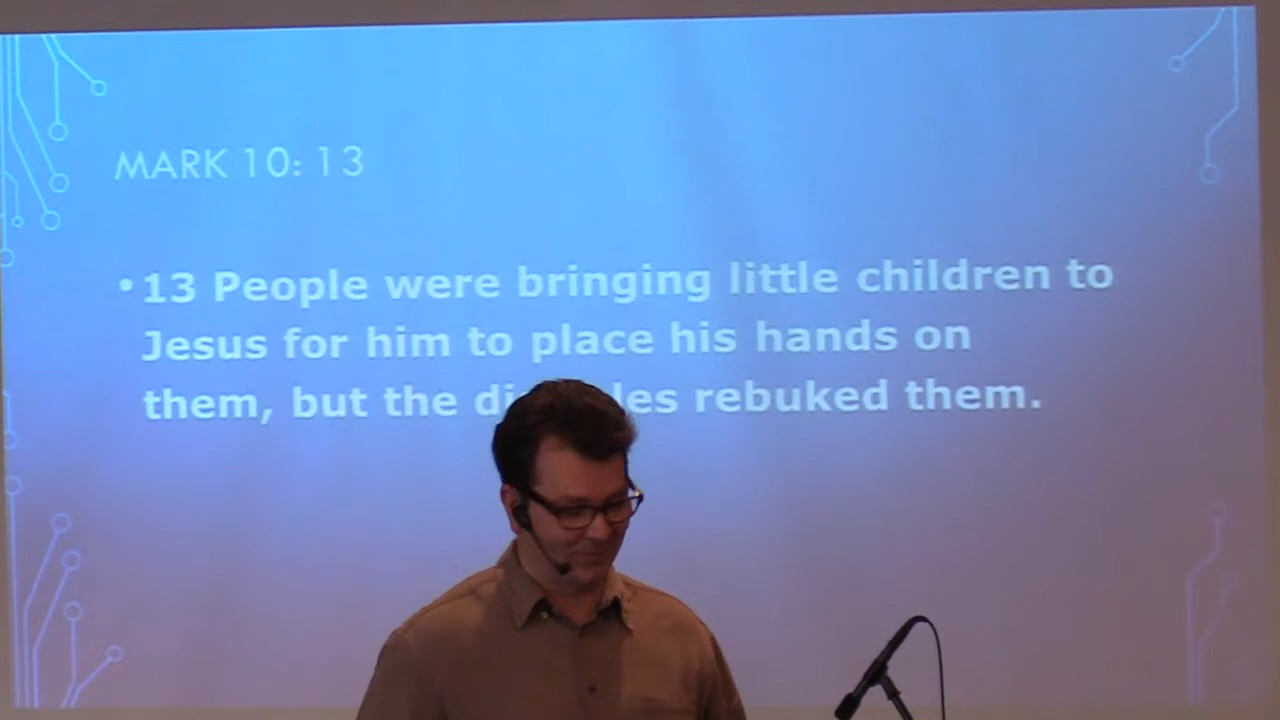 MARK 10: 13
• 13 People were bringing little children to
Jesus for him to place his hands on
them, but the rebuked them.